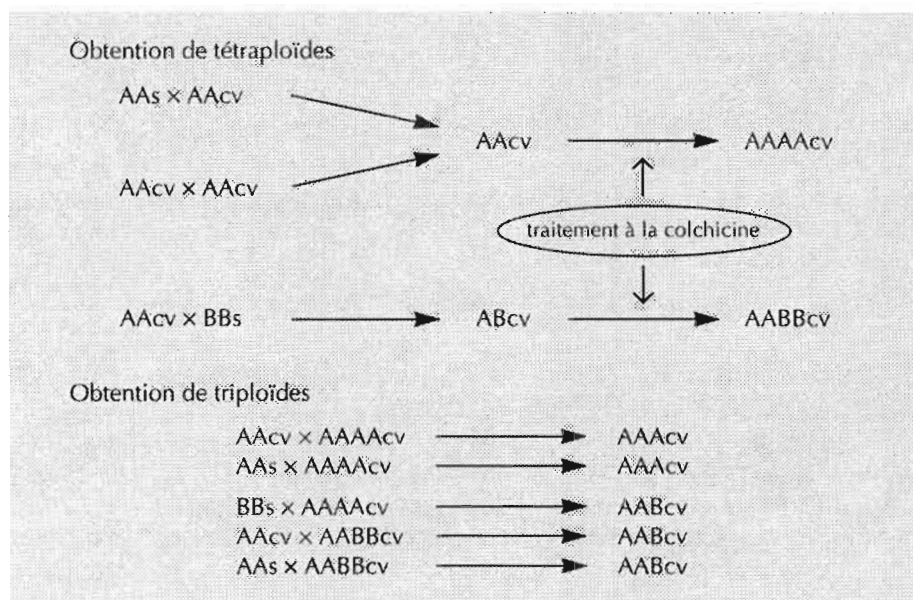 Obtention de tétraploïdes
AAs × AAcv
AAcv
AAAAcv
AAcv × AAcv
traitement à la colchicine
AAcv × BBs
ABcv
AABBcv
Obtention de triploïdes
AAcv × AAAAcv
AAAcv
AAs × AAAAcv
AAAcv
BBs × AAAAcv
AABcv
AAcv × AABBcv
AABcv
AAs × AABBcv
AABcv